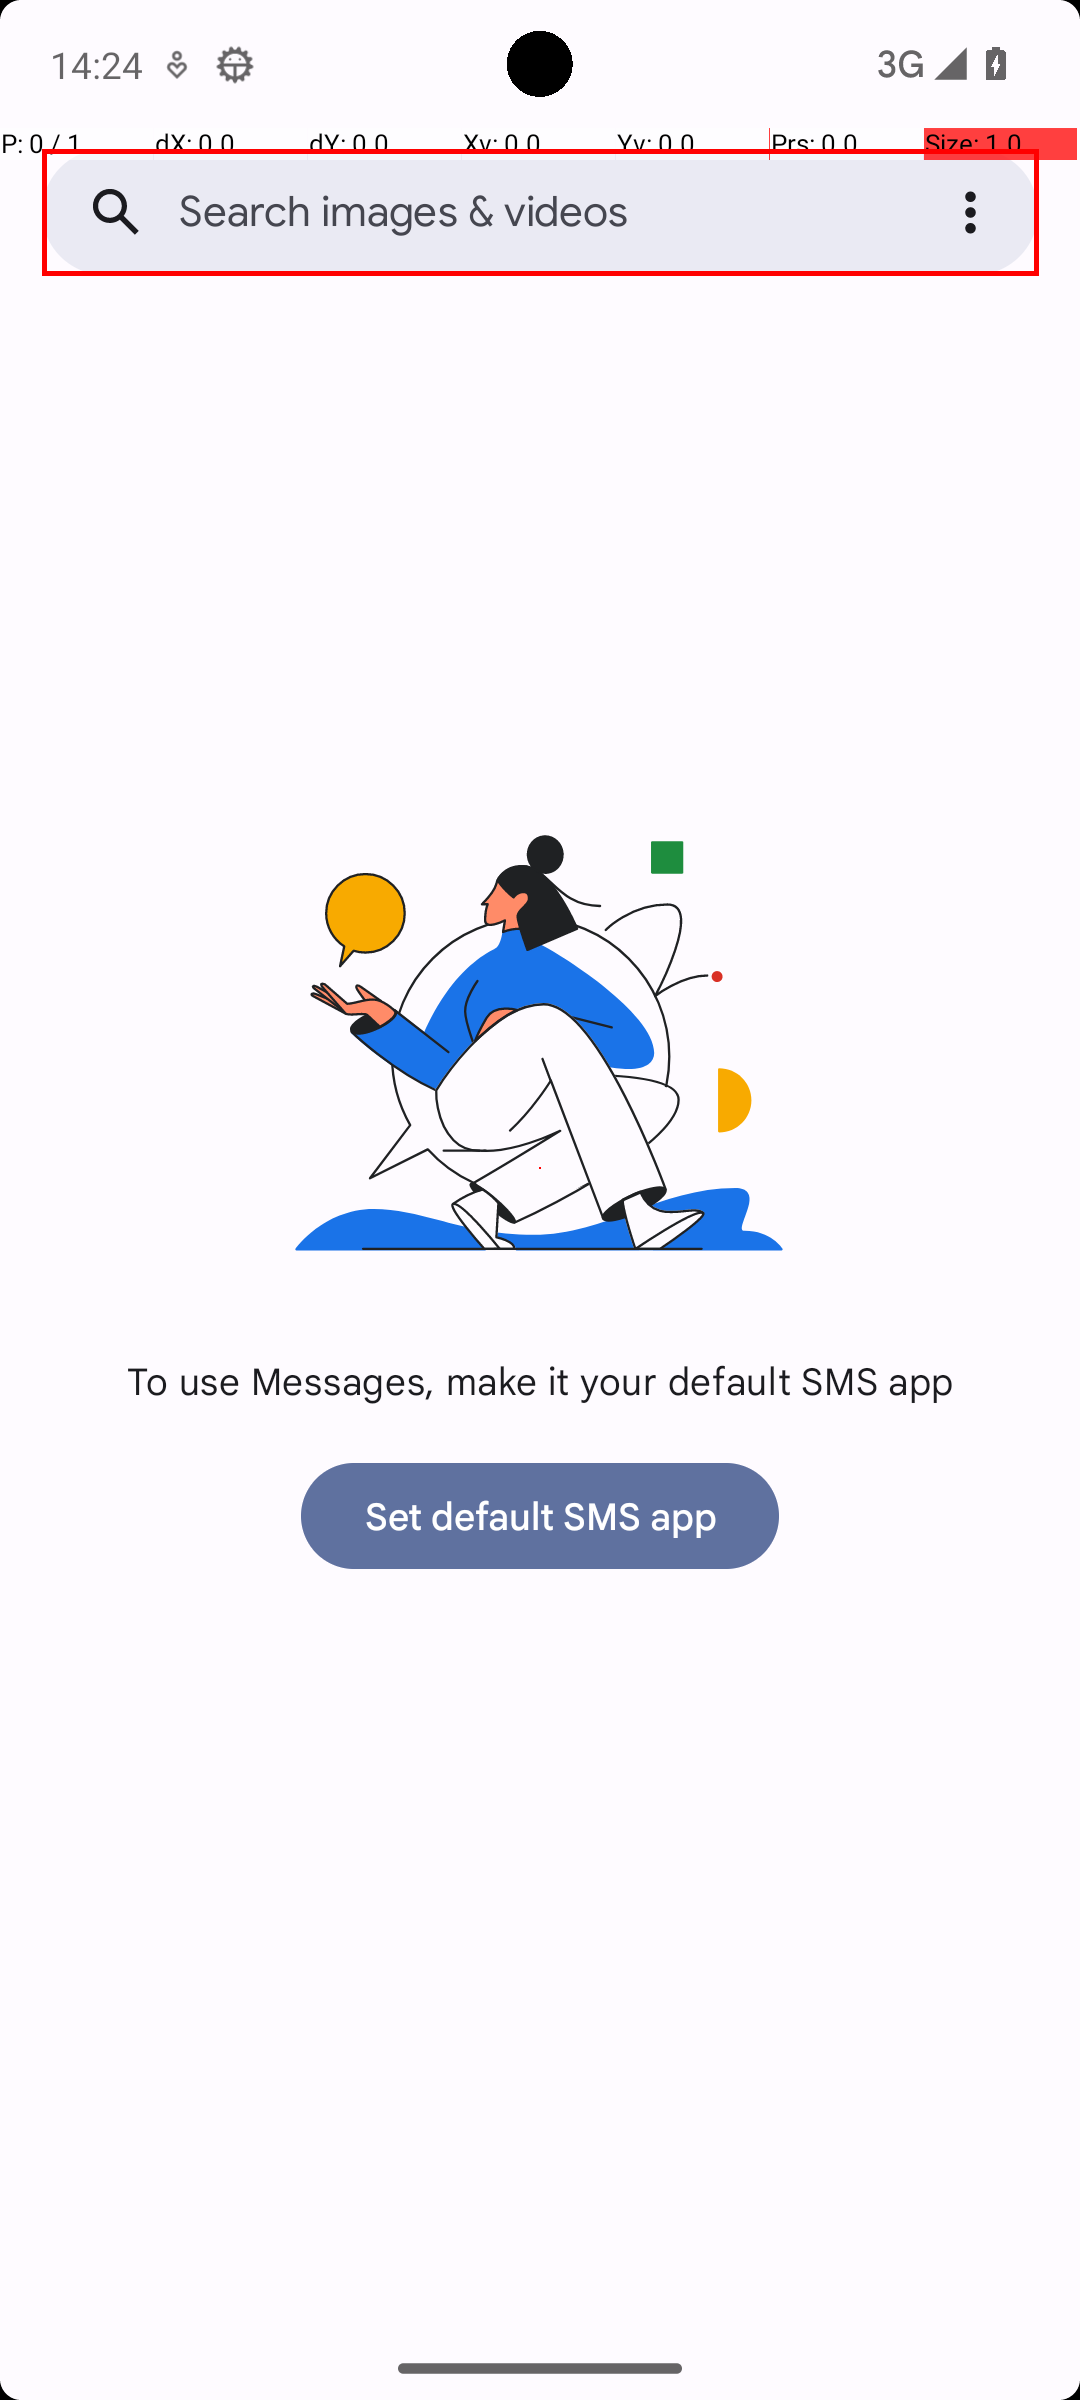 14:24
3G
P: 0 / 1 dX: 0.0 dY: 0.0 Xv: 0.0 Yv: 0.0 Prs: 0.0 Size: 1.0
Search images & videos
To use Messages, make it your default SMS app
Set default SMS app